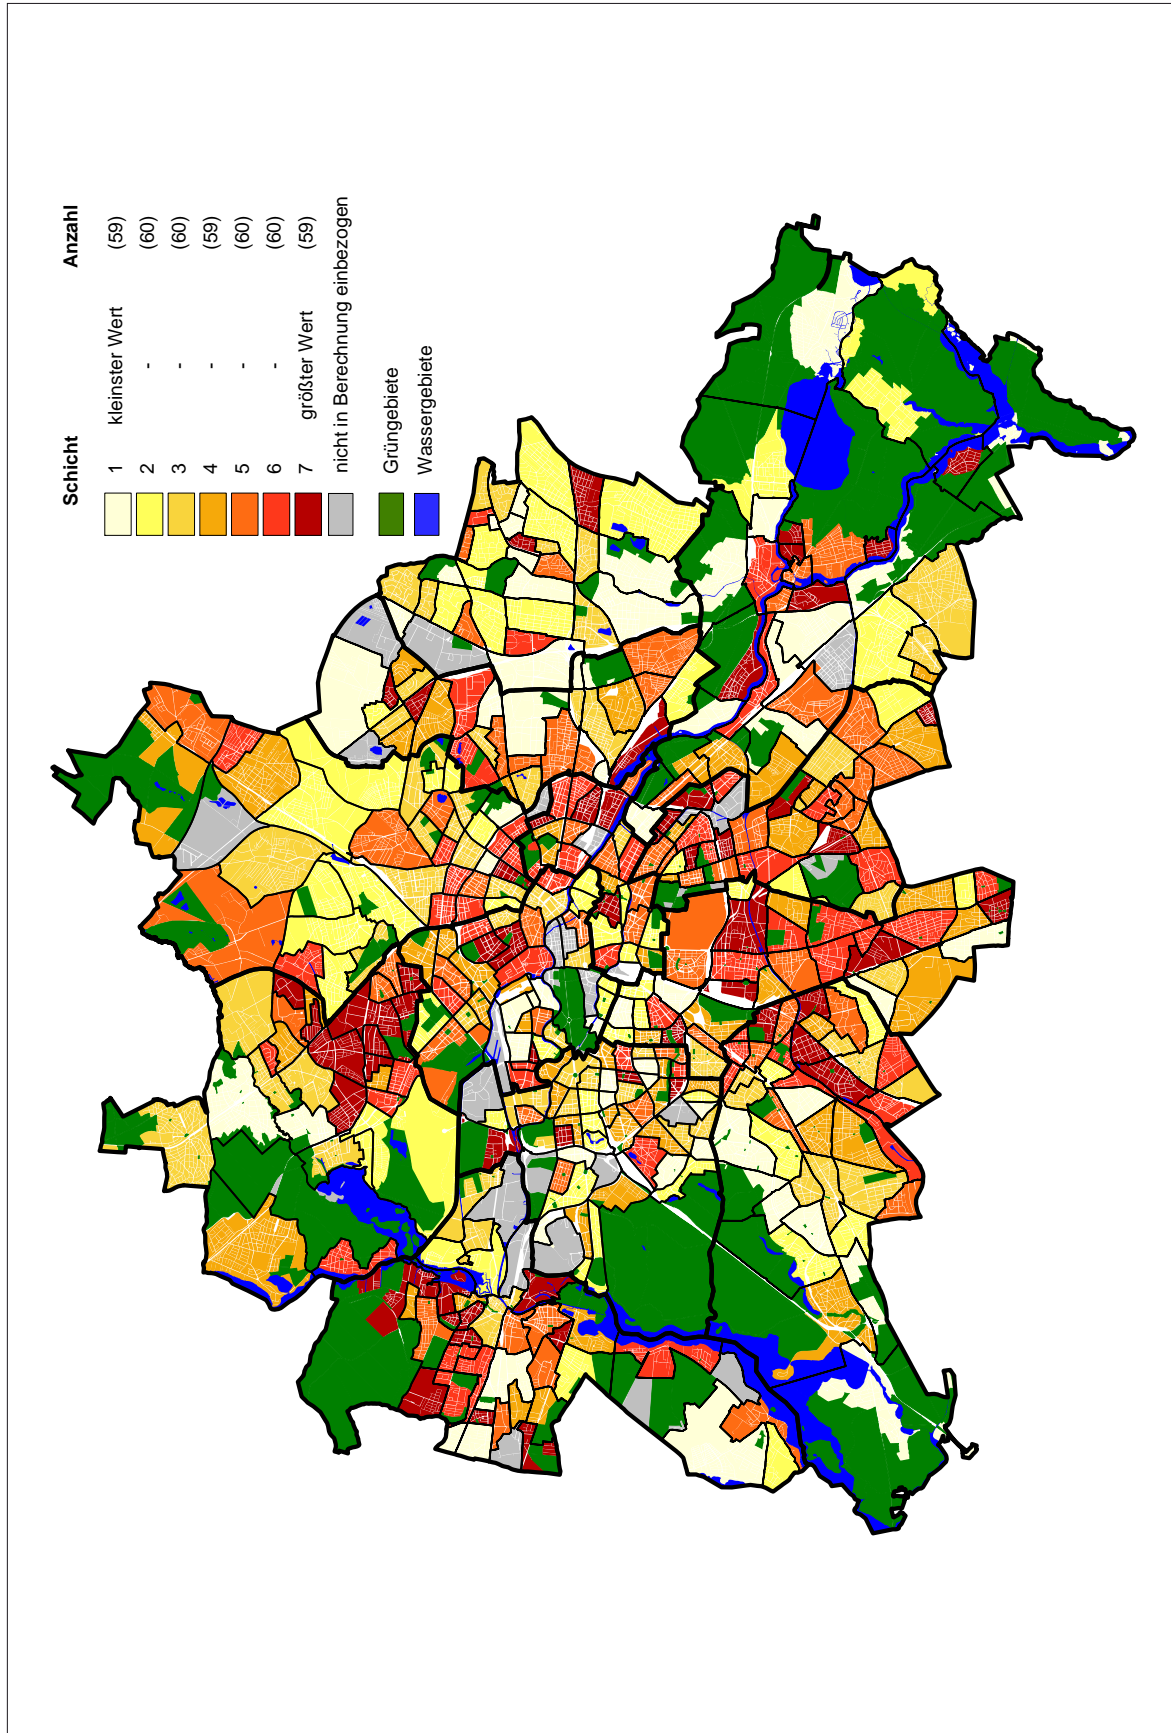 Schicht Anzahl
1 kleinster Wert (59)
2 - (60)
3 - (60)
4 - (59)
5 - (60)
6 - (60)
7 größter Wert (59)
nicht in Berechnung einbezogen
Grüngebiete
Wassergebiete